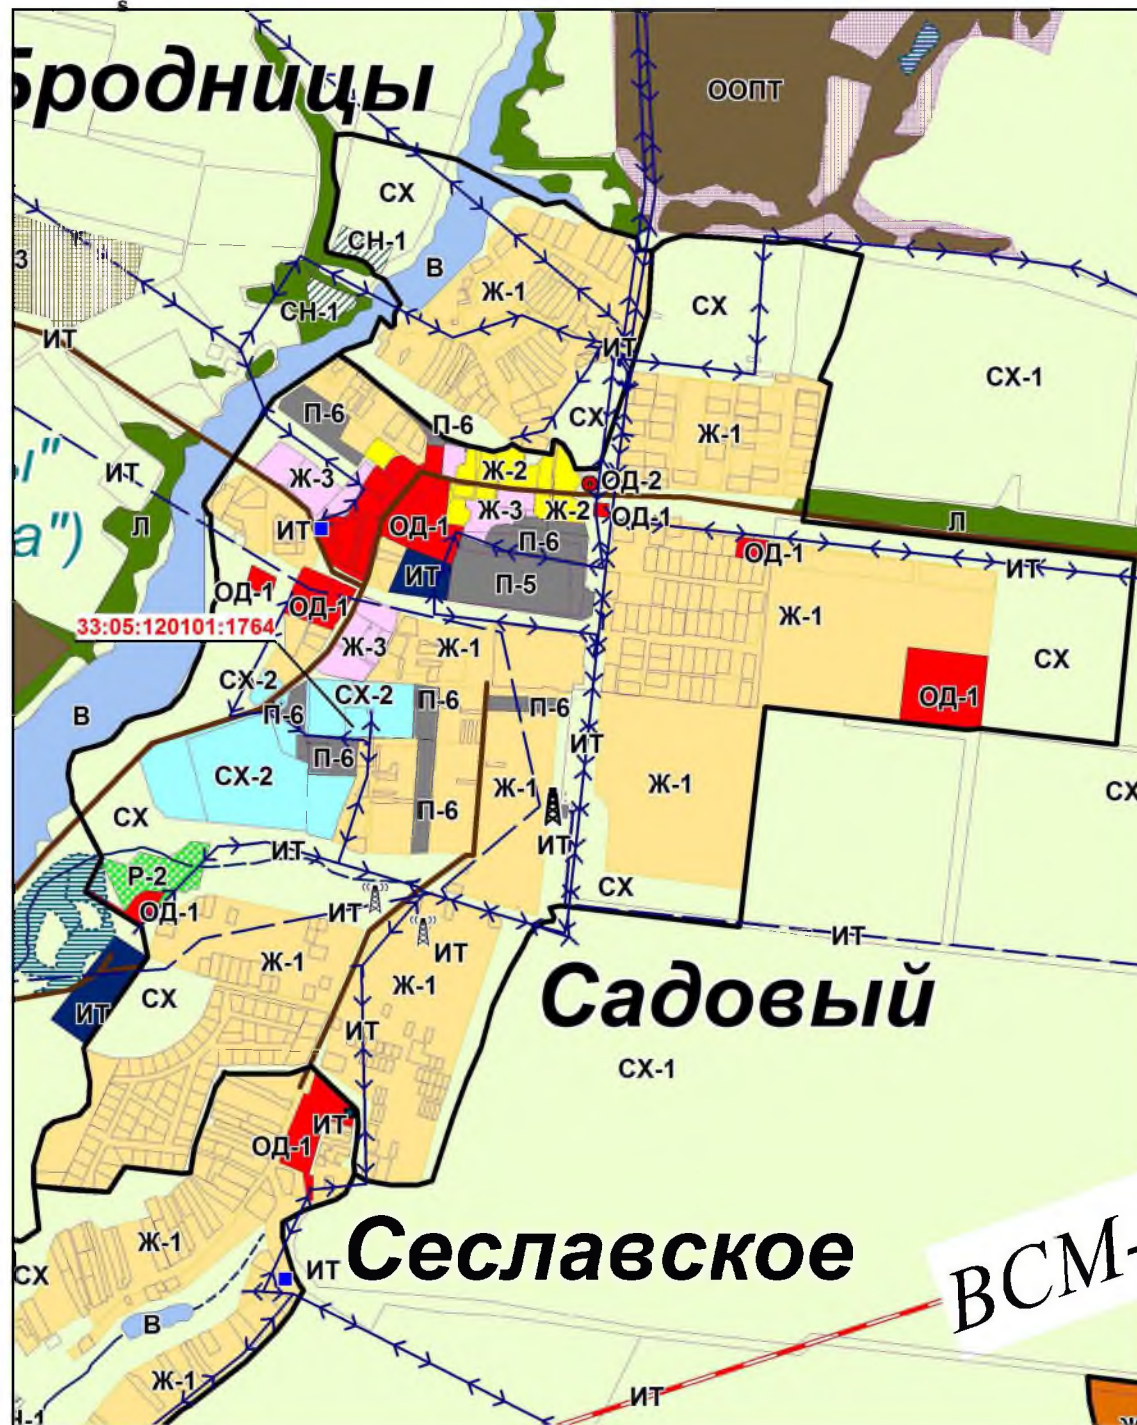 Бродницы
ООПТ
СХ
СН-1
В
3
СН-1
Ж-1
СХ
ИТ
ИТ
СХ-1
П-6
П-6
СХ
Ж-1
ы"
Ж-2
ИТ
Ж-3
ОД-2
Ж-3
Ж-2
ОД-1
Л
ОД-1
Л
а")
ИТ
П-6
ОД-1
ИТ
П-5
ИТ
ОД-1
ОД-1
Ж-1
33:05:120101:1764
Ж-3
Ж-1
СХ
СХ-2
СХ-2
П-6
П-6
ОД-1
В
П-6
ИТ
П-6
СХ-2
Ж-1
Ж-1
СХ
СХ
П-6
ИТ
ИТ
Р-2
СХ
ОД-1
ИТ
ИТ
ИТ
Ж-1
Ж-1
СХ
Садовый
ИТ
ИТ
СХ-1
ИТ
ОД-1
Ж-1
Сеславское
СХ
ИТ
ВСМ-
В
Ж-1
ИТ
Н-1